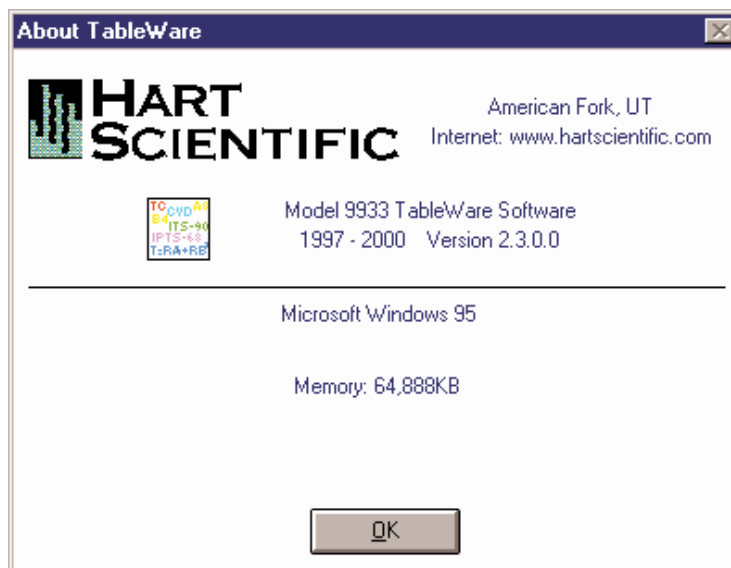 About TableWare
HART
SCIENTIFIC
American Fork, UT
Internet: www.hartscientific.com
TC CVD A8
B4 ITS-90
IPTS-68
T:RA+RB
Model 9933 TableWare Software
1997 - 2000 Version 2.3.0.0
Microsoft Windows 95
Memory: 64,888KB
OK